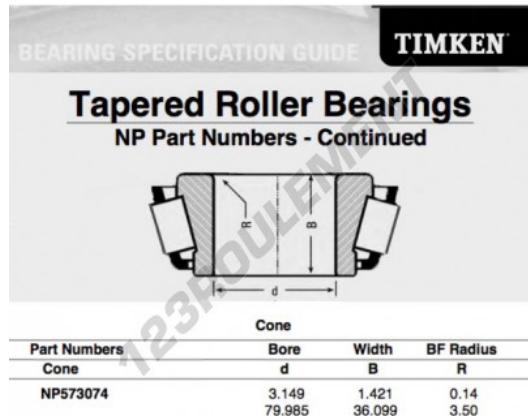 BEARING SPECIFICATION GUIDE
TIMKEN
Tapered Roller Bearings
NP Part Numbers - Continued
R
B
d
123ROULEMENT
Cone
Part Numbers Bore Width BF Radius
Cone d B R
NP573074 3.149 1.421 0.14
79.985 36.099 3.50